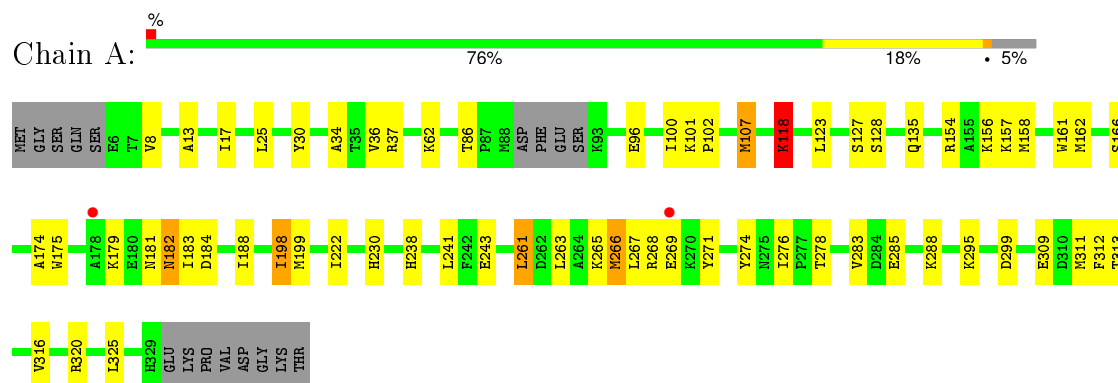 %
Chain A:
76% 18% • 5%
MET GLY SER GLN SER E6 T7 V8 A13 I17 L25 Y30 A34 T35 V36 R37 K62 T86 P87 M88 ASP PHE GLU SER K93 E96 I100 K101 P102 M107 K118 L123 S127 S128 Q135 R154 A155 K156 K157 M158 W161 M162 S166
A174 W175 A178 K179 E180 N181 N182 I183 D184 I188 I198 M199 I222 H230 H238 L241 F242 E243 L261 D262 L263 A264 K265 M266 L267 R268 E269 K270 Y271 Y274 N275 I276 P277 T278 V283 D284 E285 K288 K295 D299 E309 D310 M311 F312 T313
V316 R320 L325 H329 GLU LYS PRO VAL ASP GLY LYS THR